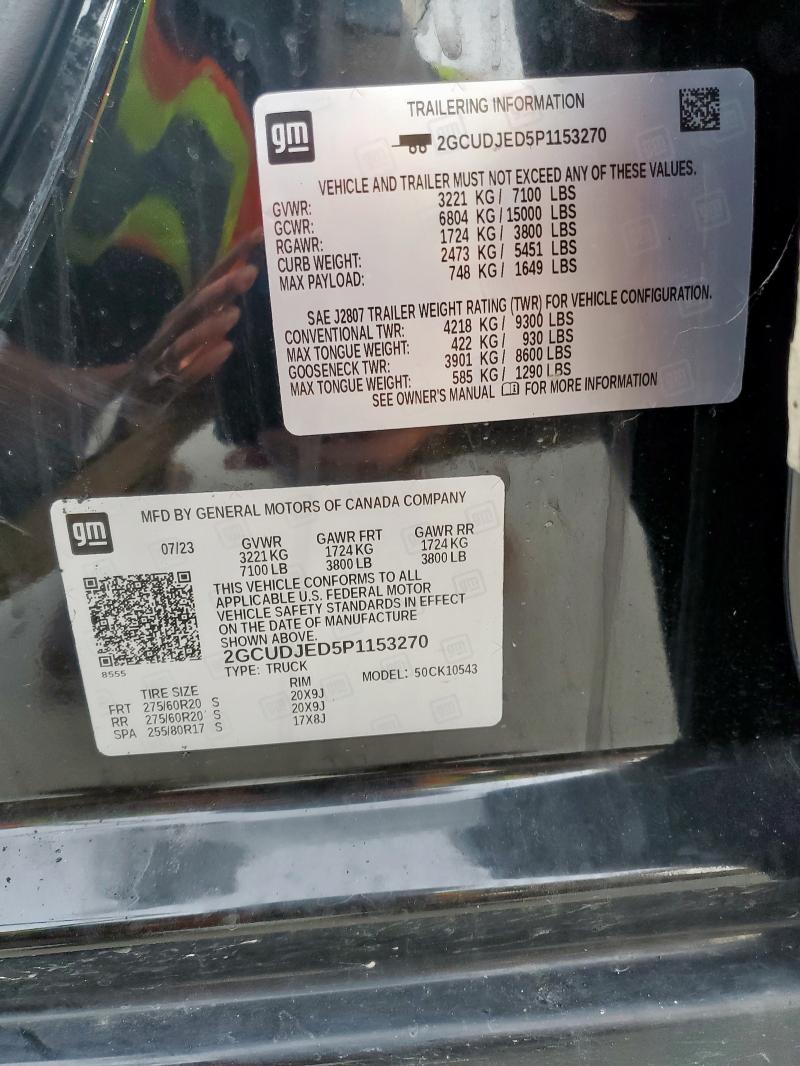 gm
TRAILERING INFORMATION
2GCUDJED5P1153270
VEHICLE AND TRAILER MUST NOT EXCEED ANY OF THESE VALUES.
GVWR: 3221 KG / 7100 LBS
GCWR: 6804 KG / 15000 LBS
RGAWR: 1724 KG / 3800 LBS
CURB WEIGHT: 2473 KG / 5451 LBS
MAX PAYLOAD: 748 KG / 1649 LBS
SAE J2807 TRAILER WEIGHT RATING (TWR) FOR VEHICLE CONFIGURATION.
CONVENTIONAL TWR: 4218 KG / 9300 LBS
MAX TONGUE WEIGHT: 422 KG / 930 LBS
GOOSENECK TWR: 3901 KG / 8600 LBS
MAX TONGUE WEIGHT: 585 KG / 1290 LBS
SEE OWNER'S MANUAL FOR MORE INFORMATION
gm
MFD BY GENERAL MOTORS OF CANADA COMPANY
07/23 GVWR GAWR FRT GAWR RR
3221 KG 1724 KG 1724 KG
7100 LB 3800 LB 3800 LB
THIS VEHICLE CONFORMS TO ALL
APPLICABLE U.S. FEDERAL MOTOR
VEHICLE SAFETY STANDARDS IN EFFECT
ON THE DATE OF MANUFACTURE
SHOWN ABOVE.
2GCUDJED5P1153270
8555
TYPE: TRUCK MODEL: 50CK10543
TIRE SIZE RIM
FRT 275/60R20 S 20X9J
RR 275/60R20 S 20X9J
SPA 255/80R17 S 17X8J